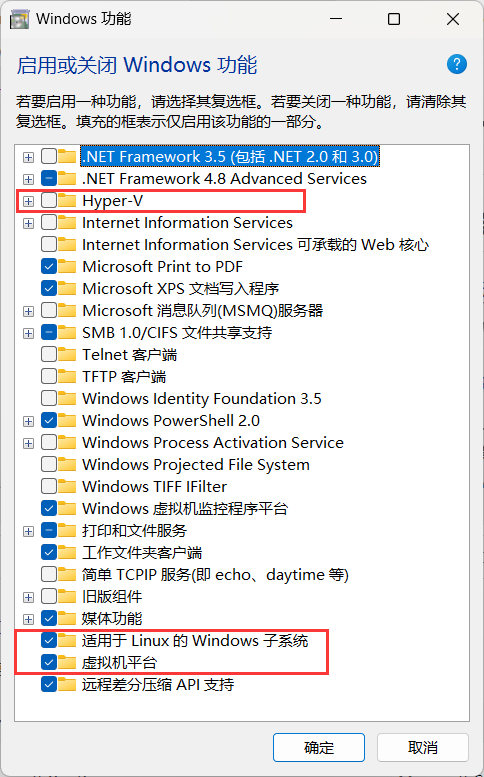 Windows 功能
启用或关闭 Windows 功能
若要启用一种功能，请选择其复选框。若要关闭一种功能，请清除其
复选框。填充的框表示仅启用该功能的一部分。
.NET Framework 3.5 (包括 .NET 2.0 和 3.0)
.NET Framework 4.8 Advanced Services
Hyper-V
Internet Information Services
Internet Information Services 可承载的 Web 核心
Microsoft Print to PDF
Microsoft XPS 文档写入程序
Microsoft 消息队列(MSMQ)服务器
SMB 1.0/CIFS 文件共享支持
Telnet 客户端
TFTP 客户端
Windows Identity Foundation 3.5
Windows PowerShell 2.0
Windows Process Activation Service
Windows Projected File System
Windows TIFF IFilter
Windows 虚拟机监控程序平台
打印和文件服务
工作文件夹客户端
简单 TCPIP 服务(即 echo、daytime 等)
旧版组件
媒体功能
适用于 Linux 的 Windows 子系统
虚拟机平台
远程差分压缩 API 支持
确定
取消